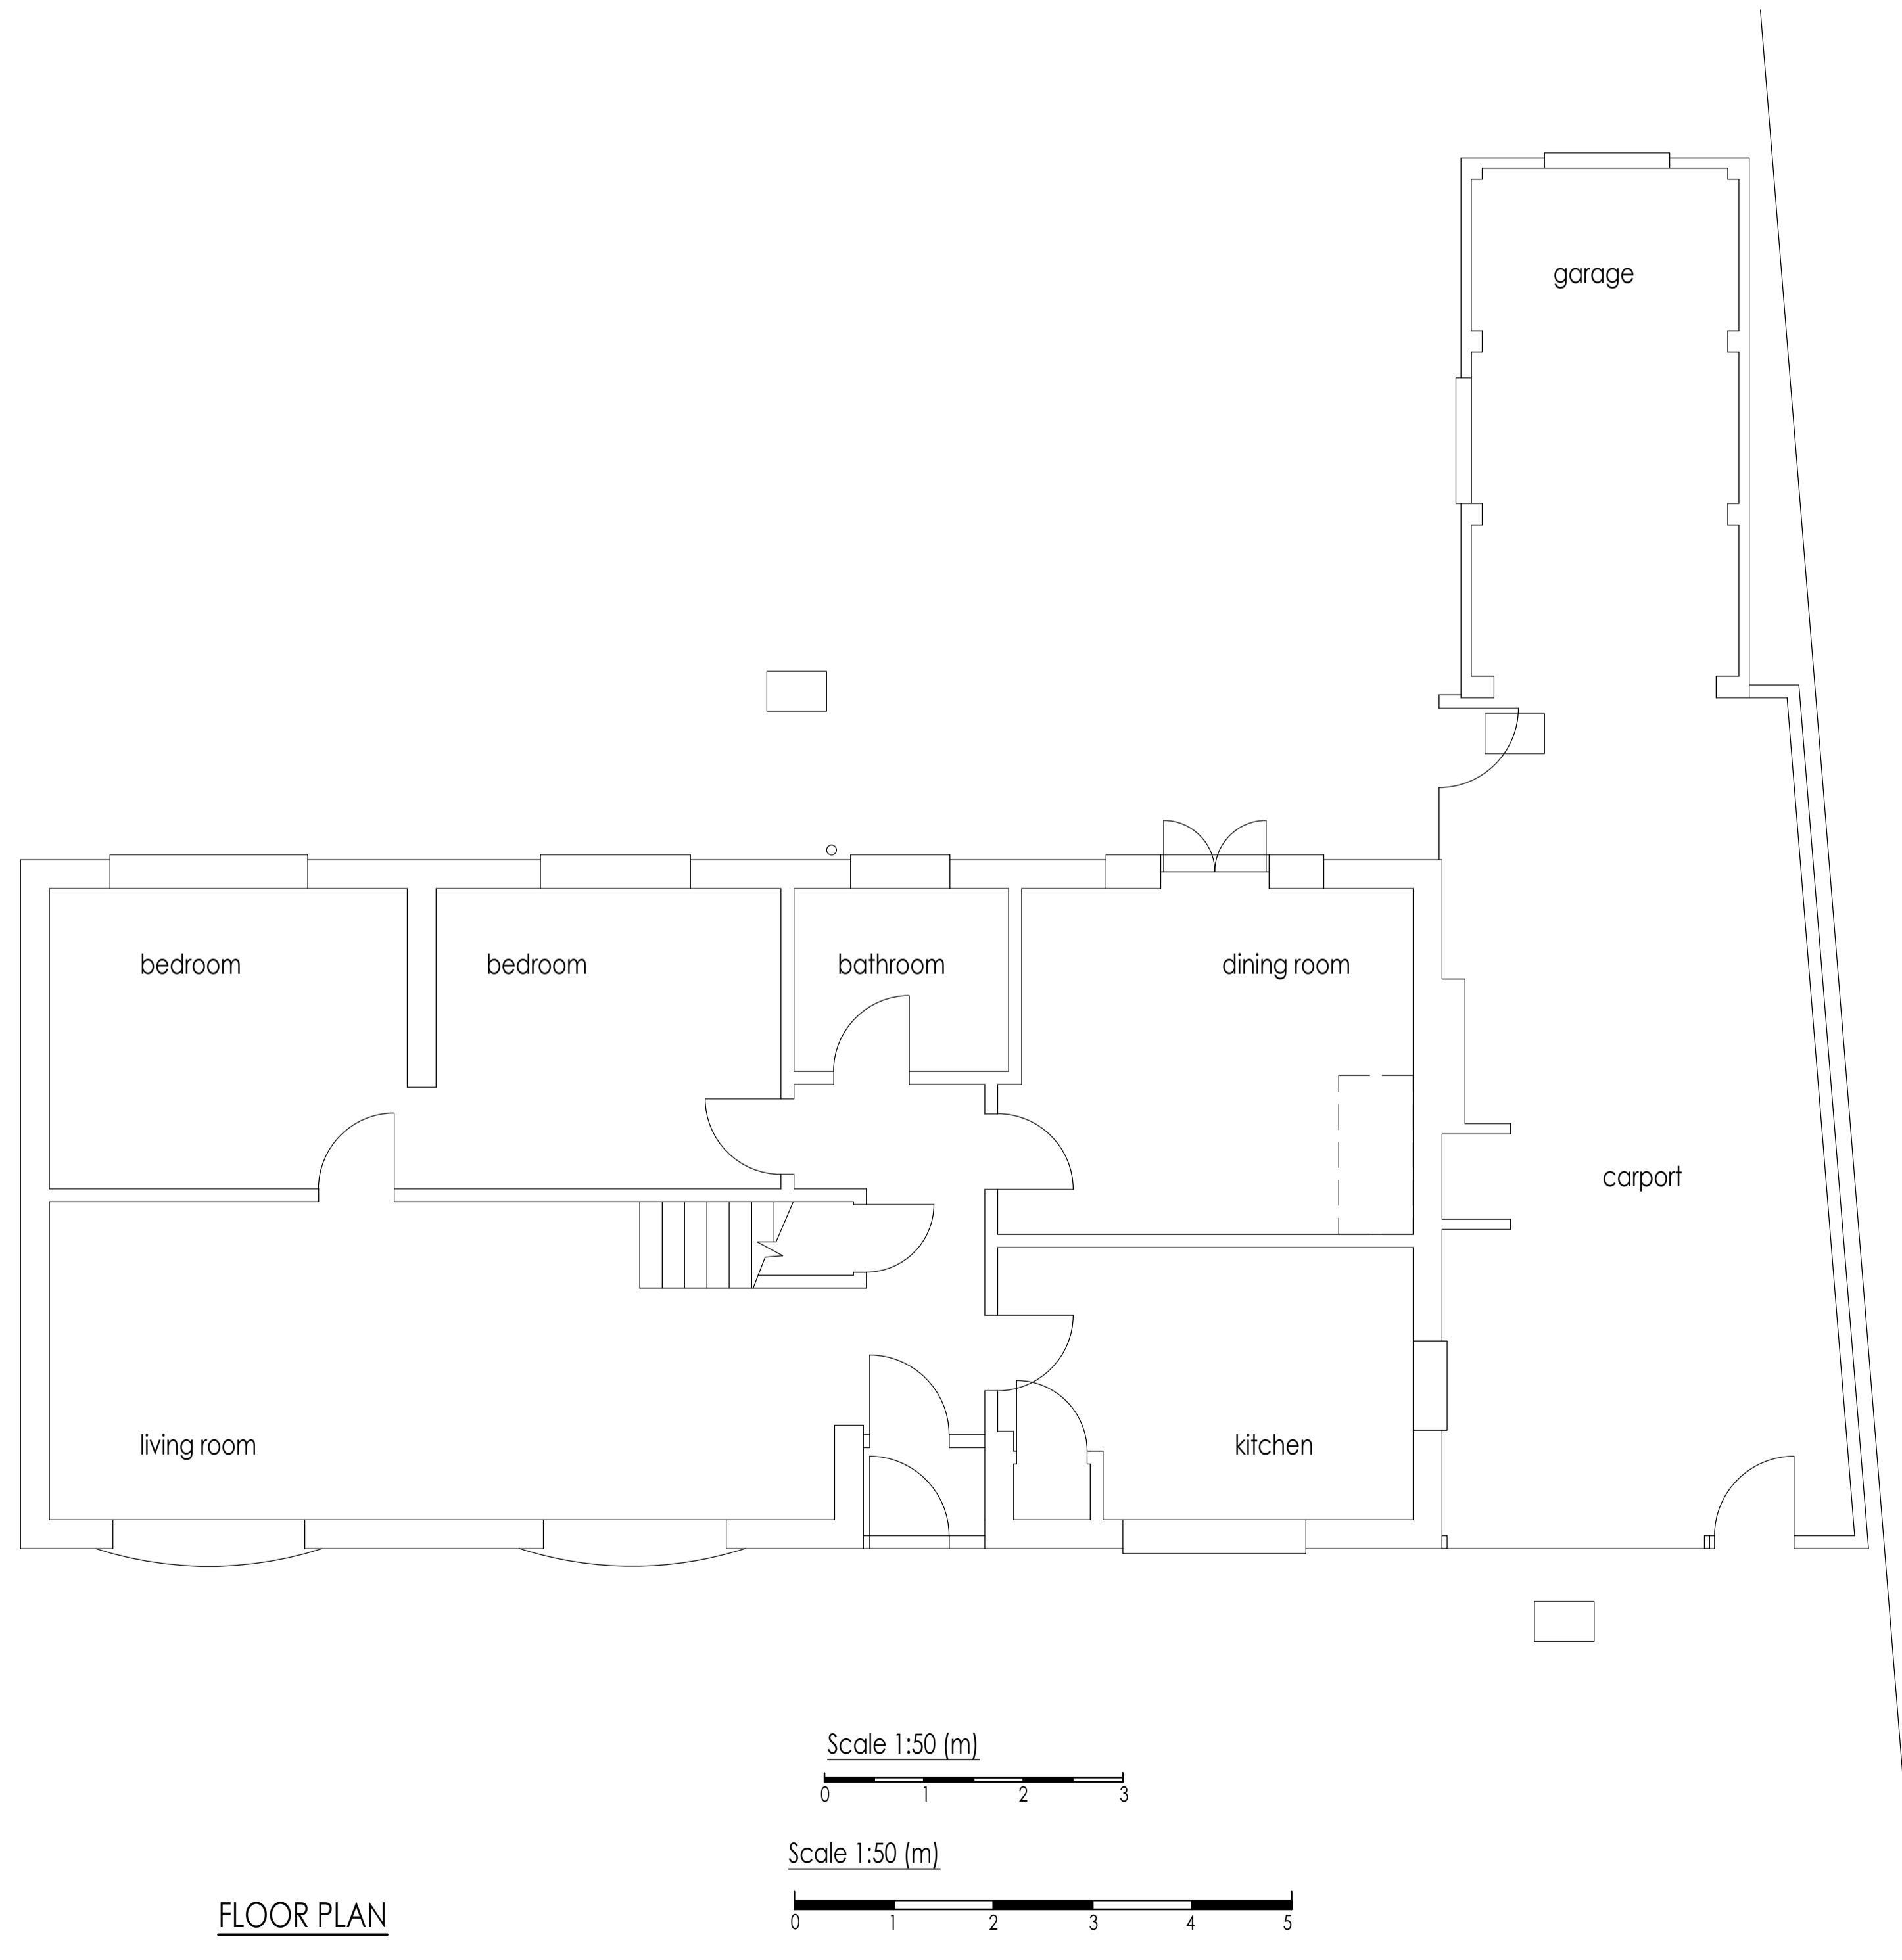 garage
bedroom
bedroom
bathroom
dining room
carport
living room
kitchen
Scale 1:50 (m)
0 1 2 3
Scale 1:50 (m)
0 1 2 3 4 5
FLOOR PLAN